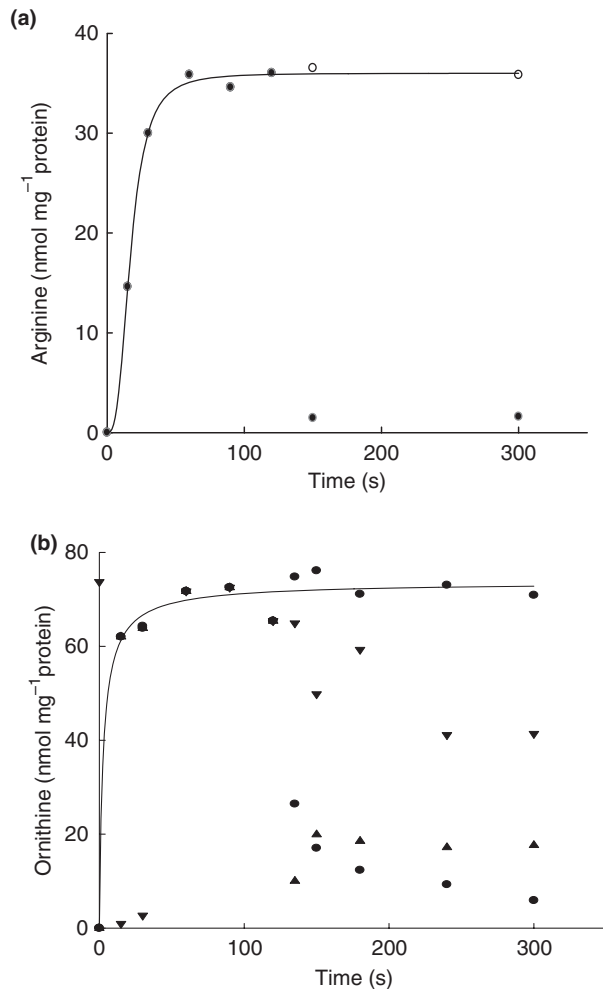 (a)
40
30
20
10
0
Arginine (nmol mg⁻¹ protein)
0 100 200 300
Time (s)
(b)
80
60
40
20
0
Ornithine (nmol mg⁻¹ protein)
0 100 200 300
Time (s)